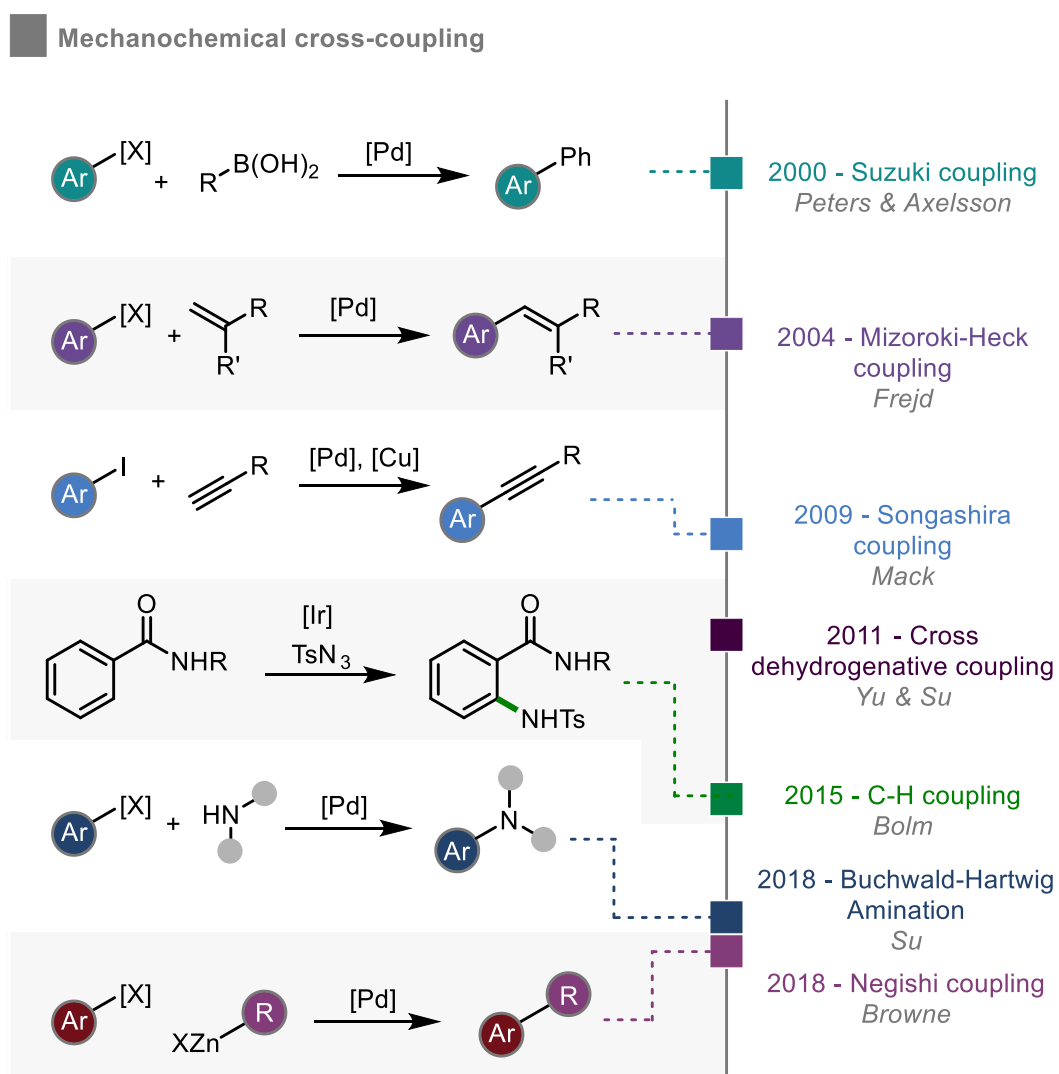 Mechanochemical cross-coupling
Ar
[X]
+
R
B(OH)2
[Pd]
Ar
Ph
2000 - Suzuki coupling
Peters & Axelsson
Ar
[X]
+
R
R'
[Pd]
Ar
R
R'
2004 - Mizoroki-Heck
coupling
Frejd
Ar
I
+
R
[Pd], [Cu]
Ar
R
2009 - Songashira
coupling
Mack
O
NHR
[Ir]
TsN3
O
NHR
NHTs
2011 - Cross
dehydrogenative coupling
Yu & Su
2015 - C-H coupling
Bolm
Ar
[X]
+
HN
[Pd]
Ar
N
2018 - Buchwald-Hartwig
Amination
Su
Ar
[X]
XZn
R
[Pd]
Ar
R
2018 - Negishi coupling
Browne